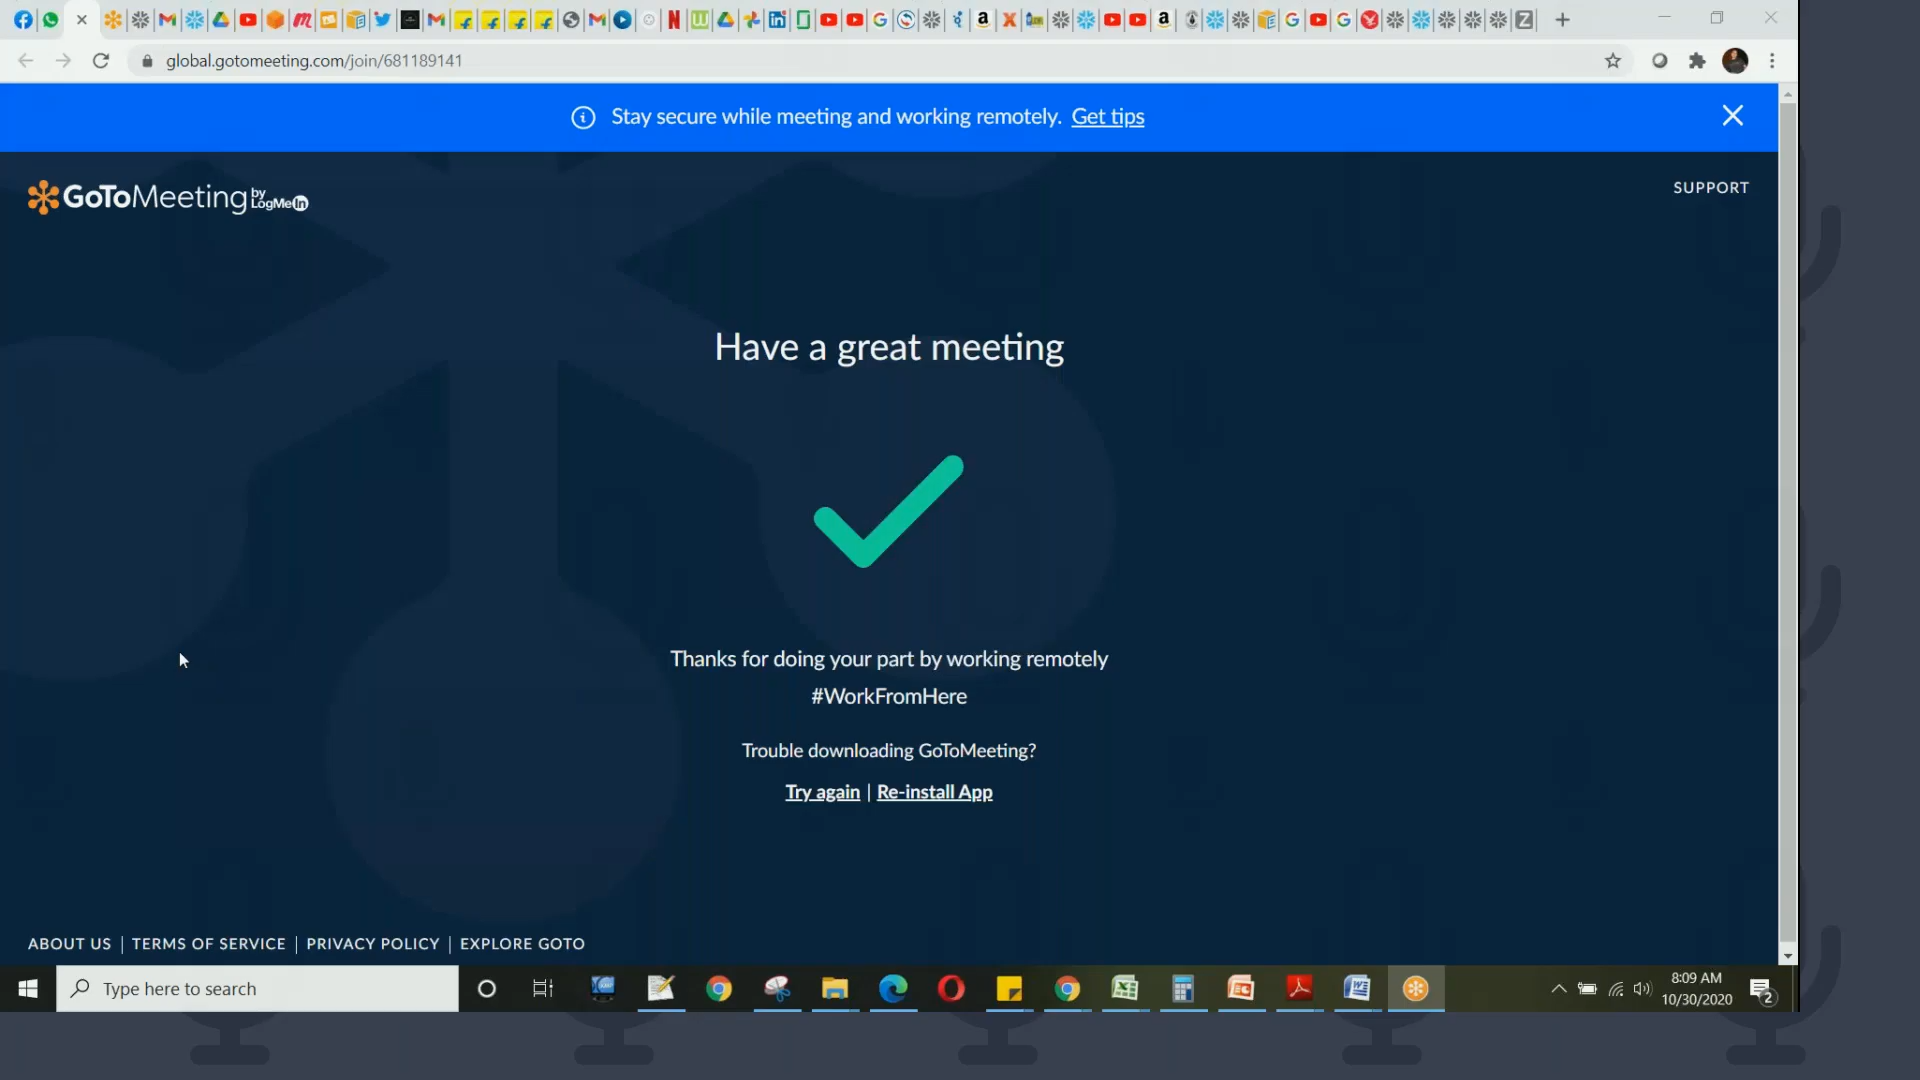 global.gotomeeting.com/join/681189141
Stay secure while meeting and working remotely. Get tips
GoToMeeting by LogMeIn
SUPPORT
Have a great meeting
Thanks for doing your part by working remotely
#WorkFromHere
Trouble downloading GoToMeeting?
Try again | Re-install App
ABOUT US | TERMS OF SERVICE | PRIVACY POLICY | EXPLORE GOTO
Type here to search
8:09 AM
10/30/2020
2